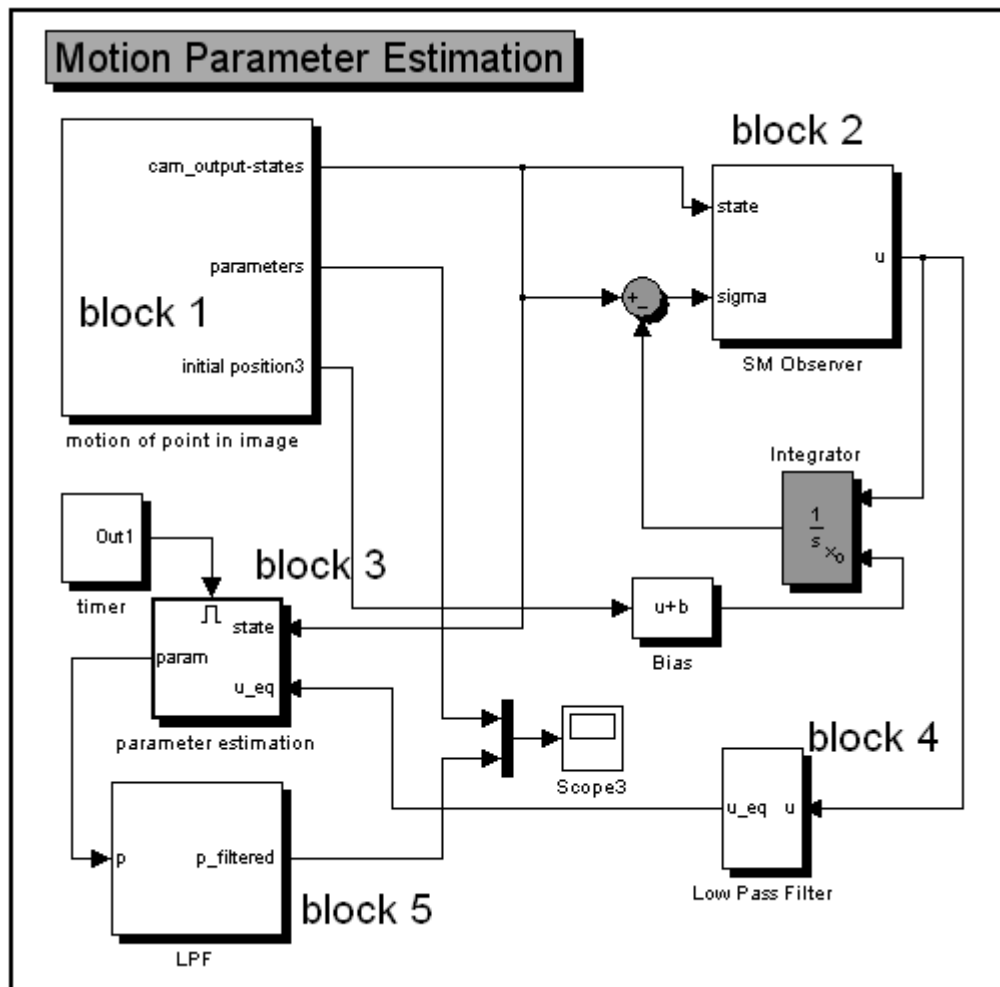 Motion Parameter Estimation
block 1
cam_output-states
parameters
initial position3
motion of point in image
block 2
state
sigma
u
SM Observer
+
-
Integrator
1
s
xo
Out1
timer
block 3
state
param
u_eq
parameter estimation
u+b
Bias
Scope3
block 4
u_eq
u
Low Pass Filter
p
p_filtered
block 5
LPF